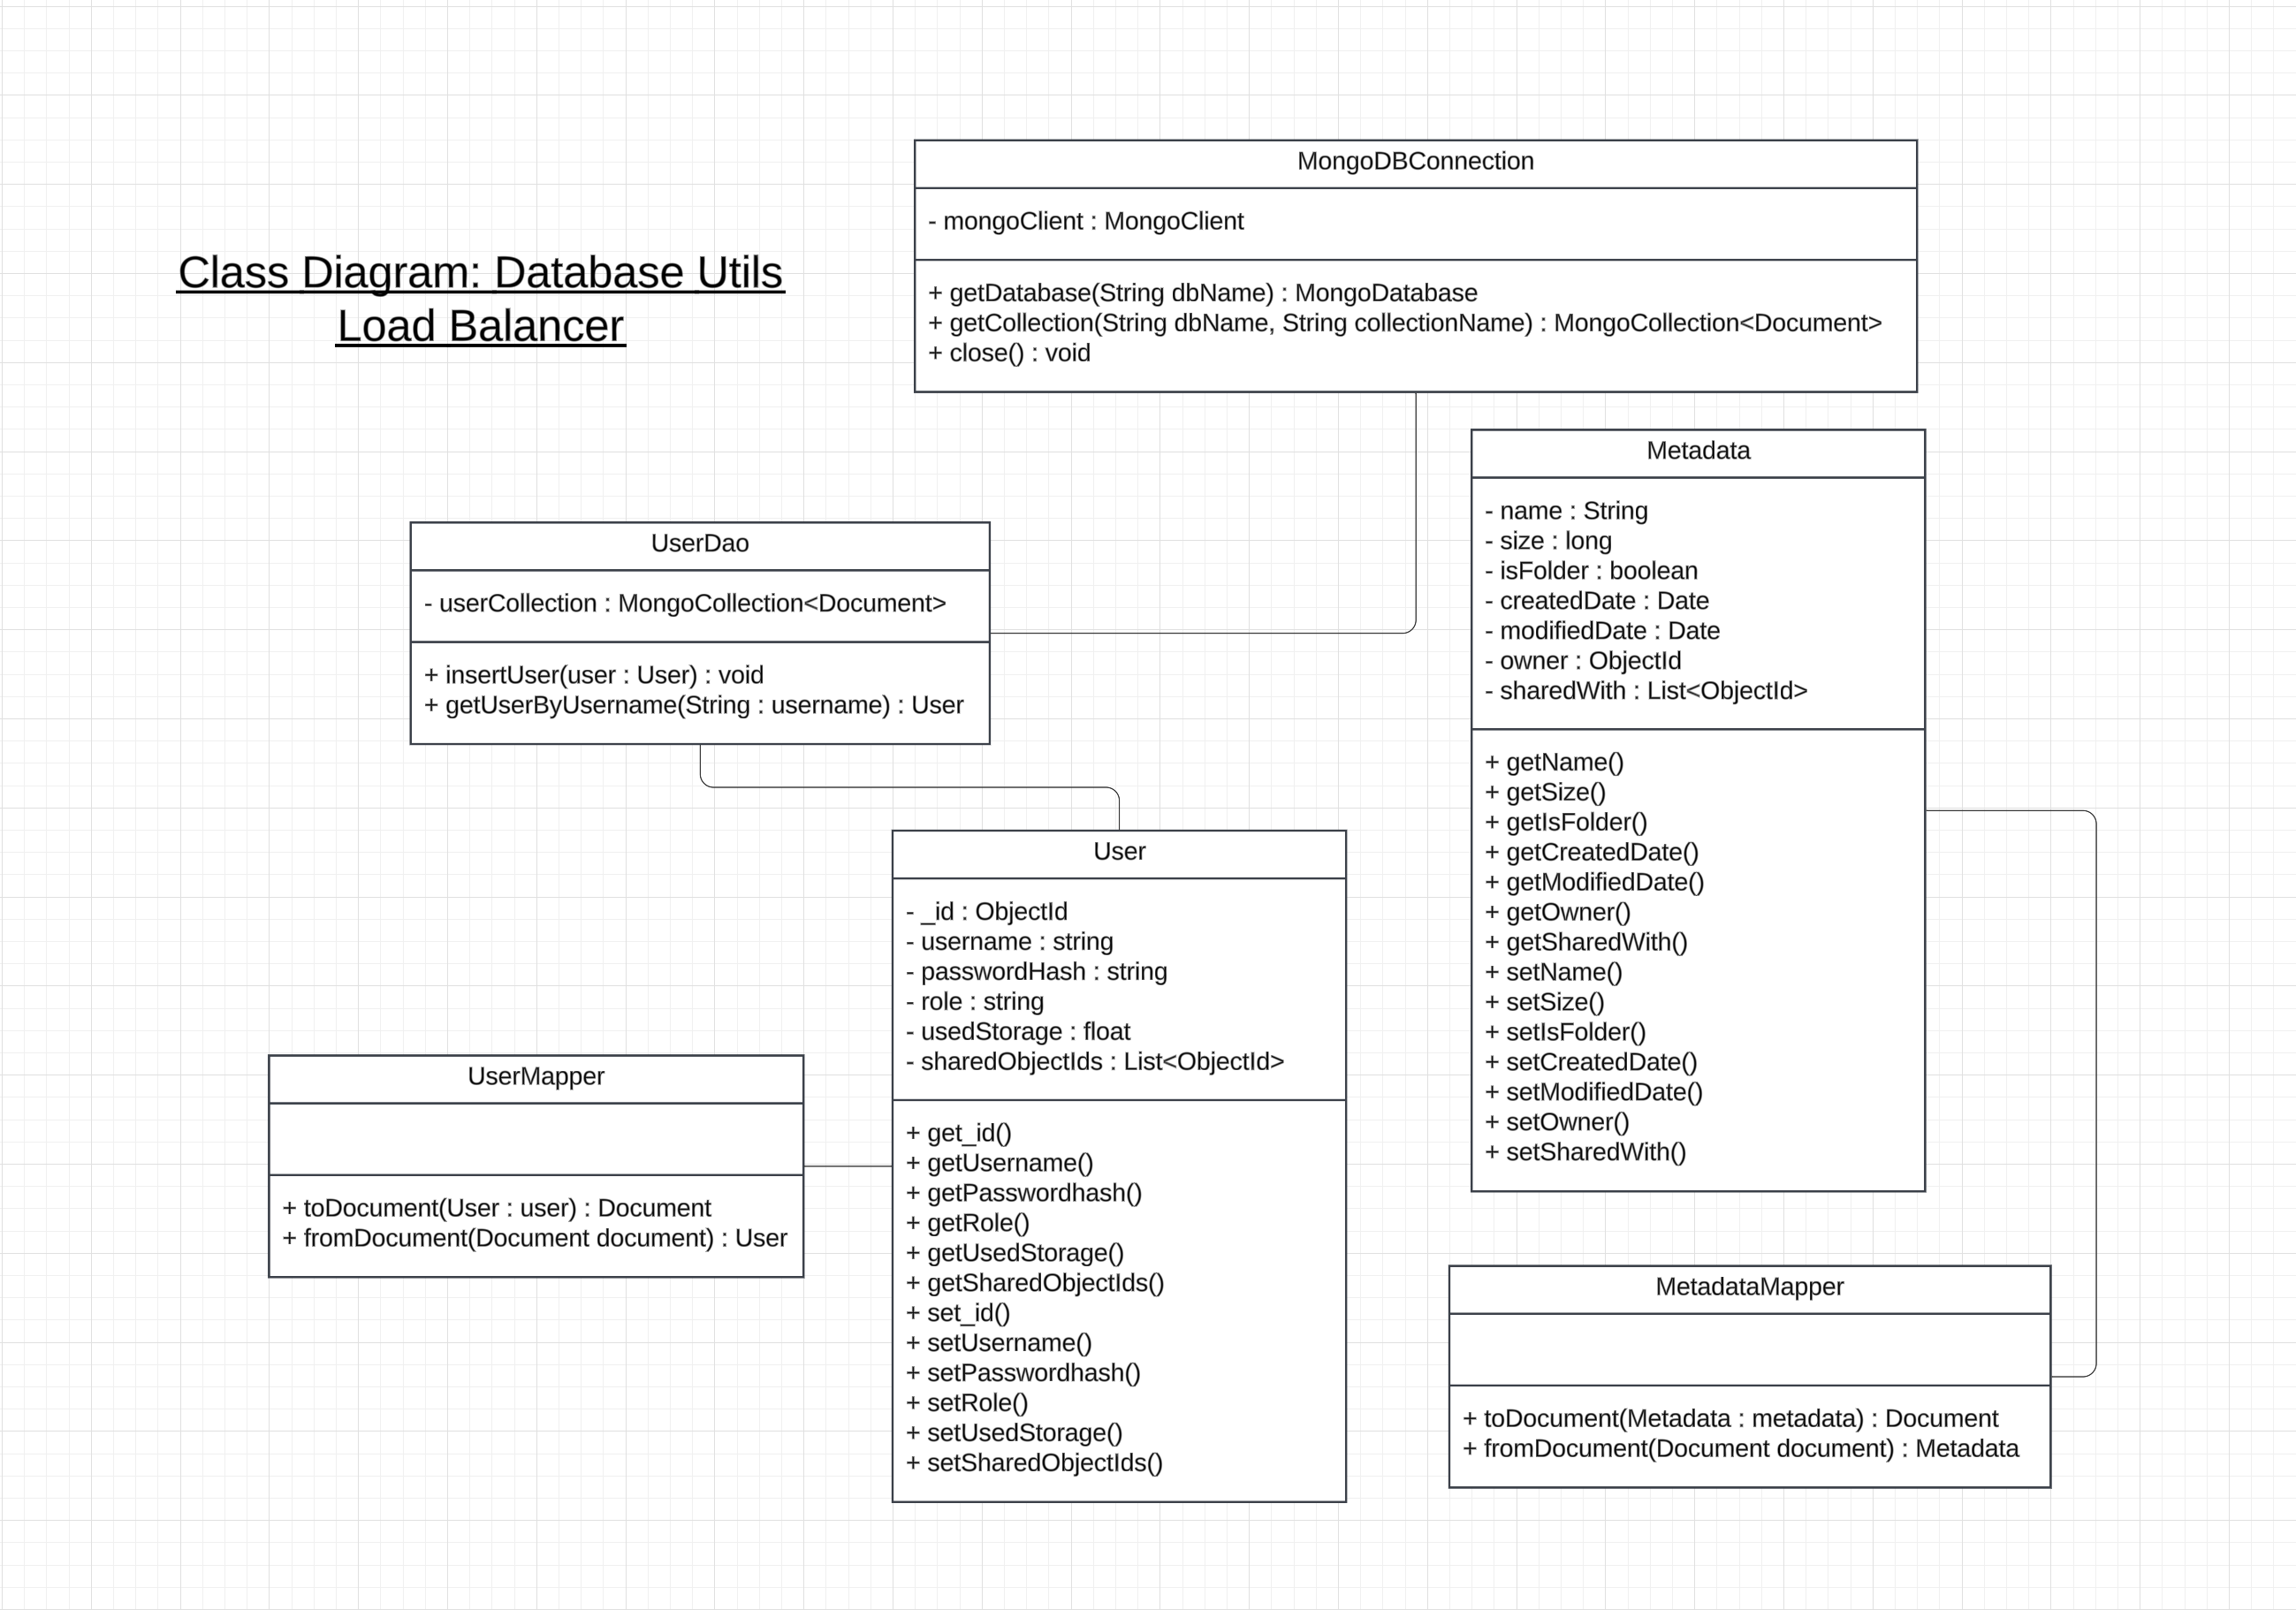 Class Diagram: Database Utils
Load Balancer
MongoDBConnection
- mongoClient : MongoClient
+ getDatabase(String dbName) : MongoDatabase
+ getCollection(String dbName, String collectionName) : MongoCollection<Document>
+ close() : void
UserDao
- userCollection : MongoCollection<Document>
+ insertUser(user : User) : void
+ getUserByUsername(String : username) : User
Metadata
- name : String
- size : long
- isFolder : boolean
- createdDate : Date
- modifiedDate : Date
- owner : ObjectId
- sharedWith : List<ObjectId>
+ getName()
+ getSize()
+ getIsFolder()
+ getCreatedDate()
+ getModifiedDate()
+ getOwner()
+ getSharedWith()
+ setName()
+ setSize()
+ setIsFolder()
+ setCreatedDate()
+ setModifiedDate()
+ setOwner()
+ setSharedWith()
User
- _id : ObjectId
- username : string
- passwordHash : string
- role : string
- usedStorage : float
- sharedObjectIds : List<ObjectId>
+ get_id()
+ getUsername()
+ getPasswordhash()
+ getRole()
+ getUsedStorage()
+ getSharedObjectIds()
+ set_id()
+ setUsername()
+ setPasswordhash()
+ setRole()
+ setUsedStorage()
+ setSharedObjectIds()
UserMapper
+ toDocument(User : user) : Document
+ fromDocument(Document document) : User
MetadataMapper
+ toDocument(Metadata : metadata) : Document
+ fromDocument(Document document) : Metadata